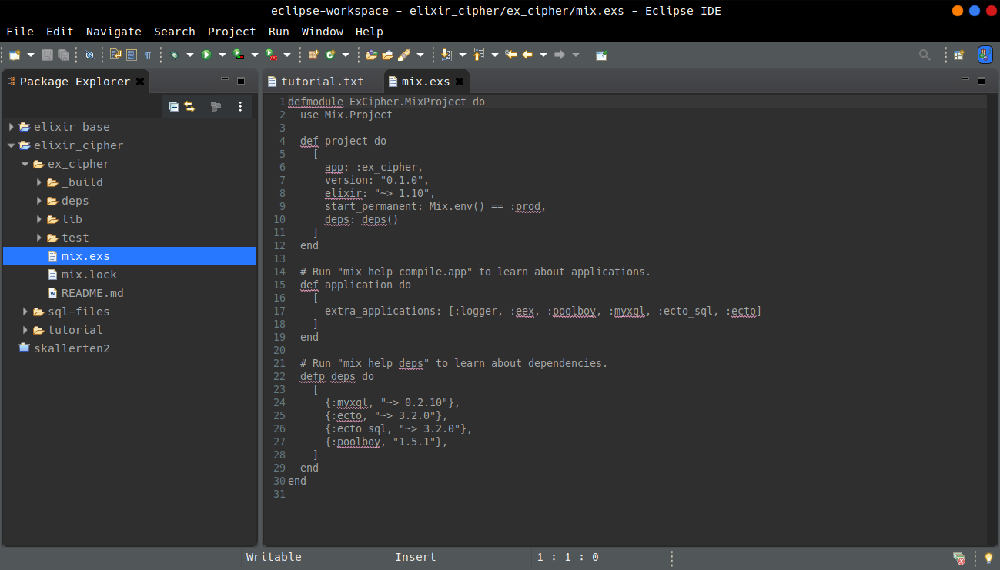 eclipse-workspace - elixir_cipher/ex_cipher/mix.exs - Eclipse IDE
File Edit Navigate Search Project Run Window Help
Package Explorer
elixir_base
elixir_cipher
ex_cipher
_build
deps
lib
test
mix.exs
mix.lock
README.md
sql-files
tutorial
skallerten2
tutorial.txt mix.exs
1 defmodule ExCipher.MixProject do
2   use Mix.Project
3
4   def project do
5     [
6       app: :ex_cipher,
7       version: "0.1.0",
8       elixir: "~> 1.10",
9       start_permanent: Mix.env() == :prod,
10       deps: deps()
11     ]
12   end
13
14   # Run "mix help compile.app" to learn about applications.
15   def application do
16     [
17       extra_applications: [:logger, :eex, :poolboy, :myxql, :ecto_sql, :ecto]
18     ]
19   end
20
21   # Run "mix help deps" to learn about dependencies.
22   defp deps do
23     [
24       {:myxql, "~> 0.2.10"},
25       {:ecto, "~> 3.2.0"},
26       {:ecto_sql, "~> 3.2.0"},
27       {:poolboy, "1.5.1"},
28     ]
29   end
30 end
31
Writable Insert 1 : 1 : 0